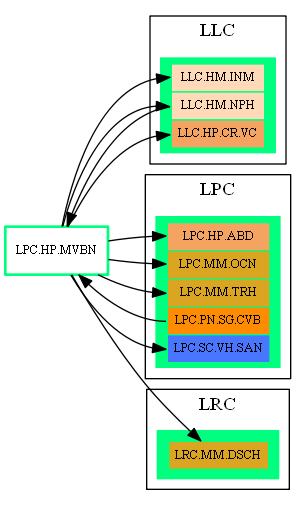 LLC
LLC.HM.INM
LLC.HM.NPH
LLC.HP.CR.VC
LPC
LPC.HP.MVBN
LPC.HP.ABD
LPC.MM.OCN
LPC.MM.TRH
LPC.PN.SG.CVB
LPC.SC.VH.SAN
LRC
LRC.MM.DSCH